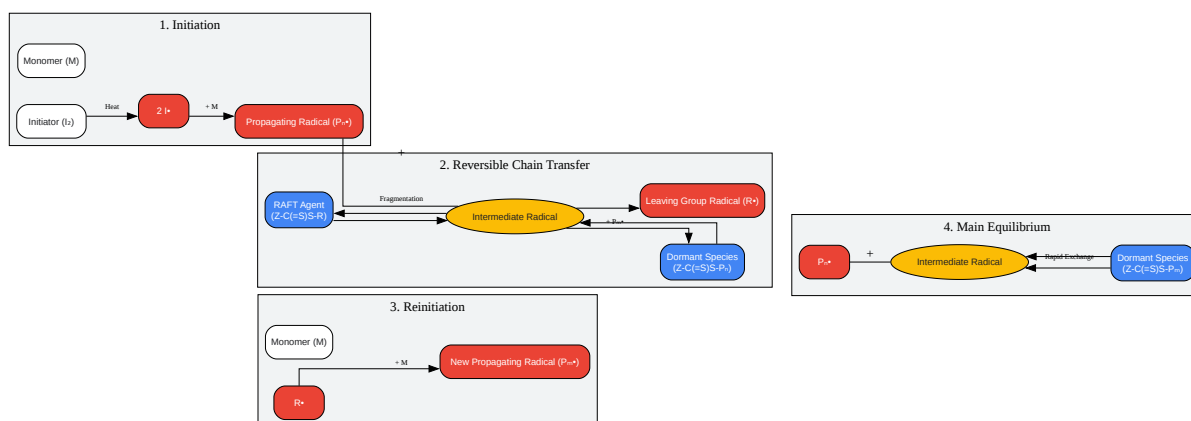 1. Initiation
Monomer (M)
Initiator (I₂)
Heat
2 I•
+ M
Propagating Radical (Pₙ•)
+
2. Reversible Chain Transfer
RAFT Agent
(Z-C(=S)S-R)
Fragmentation
Intermediate Radical
Leaving Group Radical (R•)
+ Pₘ•
Dormant Species
(Z-C(=S)S-Pₙ)
3. Reinitiation
Monomer (M)
R•
+ M
New Propagating Radical (Pₘ•)
4. Main Equilibrium
Pₙ•
+
Intermediate Radical
Rapid Exchange
Dormant Species
(Z-C(=S)S-Pₘ)